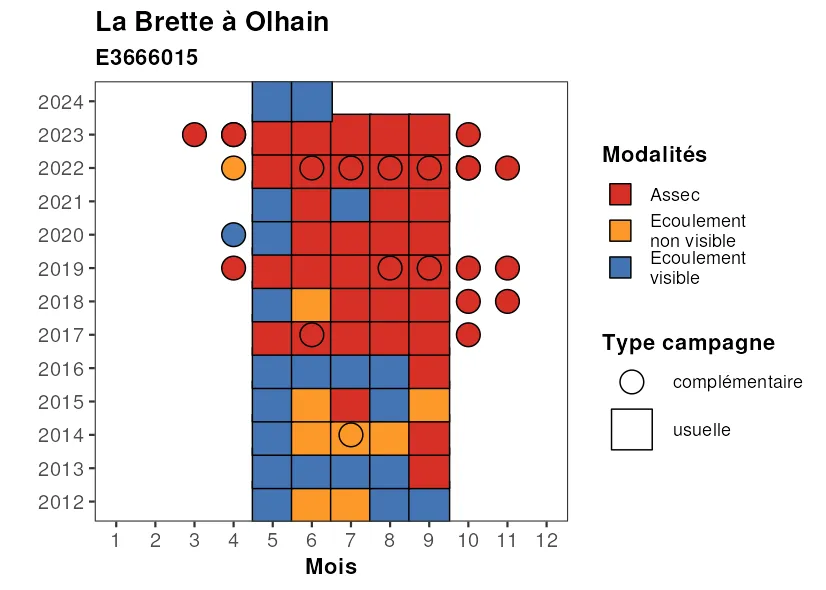 La Brette à Olhain
E3666015
2024
2023
2022
2021
2020
2019
2018
2017
2016
2015
2014
2013
2012
1 2 3 4 5 6 7 8 9 10 11 12
Mois
Modalités
Assec
Ecoulement
non visible
Ecoulement
visible
Type campagne
complémentaire
usuelle